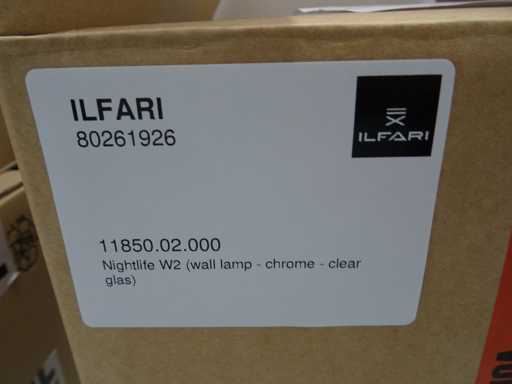 ILFARI
80261926
ILFARI
11850.02.000
Nightlife W2 (wall lamp - chrome - clear
glas)